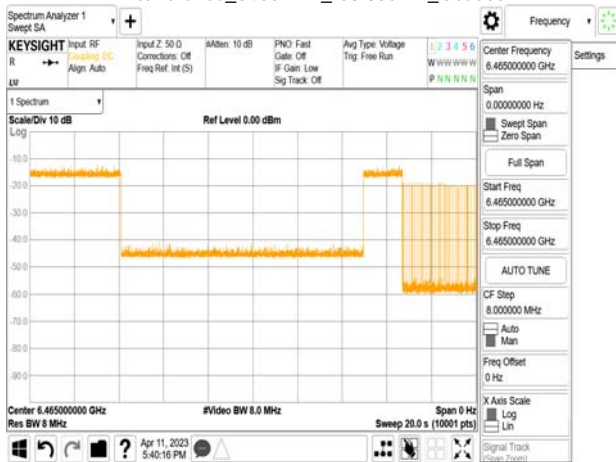 Spectrum Analyzer 1
Swept SA
Frequency
KEYSIGHT
R
LXI
Input: RF
Coupling: DC
Align: Auto
Input Z: 50 Ω
Corrections: Off
Freq Ref: Int (S)
#Atten: 10 dB
PNO: Fast
Gate: Off
IF Gain: Low
Sig Track: Off
Avg Type: Voltage
Trig: Free Run
1 2 3 4 5 6
W W W W W W
P N N N N N
1 Spectrum
Scale/Div 10 dB
Ref Level 0.00 dBm
Log
-10.0
-20.0
-30.0
-40.0
-50.0
-60.0
-70.0
-80.0
-90.0
Center 6.465000000 GHz
#Video BW 8.0 MHz
Span 0 Hz
Res BW 8 MHz
Sweep 20.0 s (10001 pts)
Apr 11, 2023
5:40:16 PM
Center Frequency
6.465000000 GHz
Settings
Span
0.00000000 Hz
Swept Span
Zero Span
Full Span
Start Freq
6.465000000 GHz
Stop Freq
6.465000000 GHz
AUTO TUNE
CF Step
8.000000 MHz
Auto
Man
Freq Offset
0 Hz
X Axis Scale
Log
Lin
Signal Track
(Span Zoom)